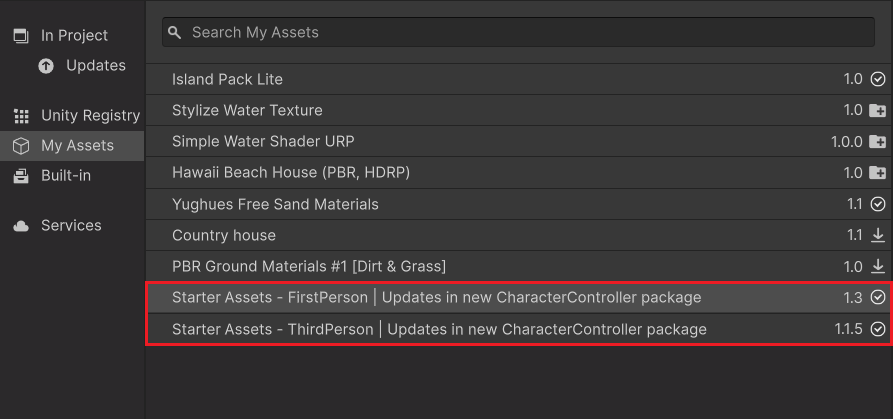 In Project
Updates
Unity Registry
My Assets
Built-in
Services
Search My Assets
Island Pack Lite 1.0
Stylize Water Texture 1.0
Simple Water Shader URP 1.0.0
Hawaii Beach House (PBR, HDRP) 1.0
Yughues Free Sand Materials 1.1
Country house 1.1
PBR Ground Materials #1 [Dirt & Grass] 1.0
Starter Assets - FirstPerson | Updates in new CharacterController package 1.3
Starter Assets - ThirdPerson | Updates in new CharacterController package 1.1.5